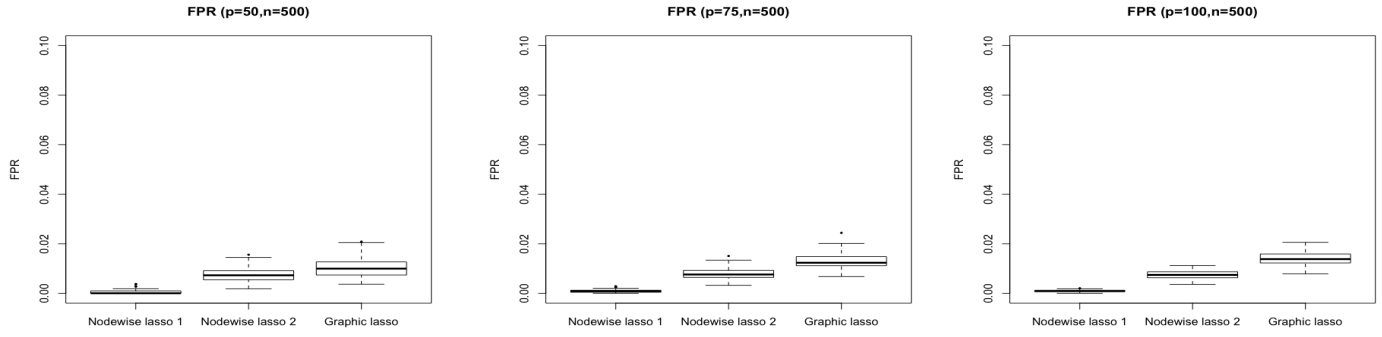 FPR (p=50,n=500)
FPR
0.00
0.02
0.04
0.06
0.08
0.10
Nodewise lasso 1
Nodewise lasso 2
Graphic lasso
FPR (p=75,n=500)
FPR
0.00
0.02
0.04
0.06
0.08
0.10
Nodewise lasso 1
Nodewise lasso 2
Graphic lasso
FPR (p=100,n=500)
FPR
0.00
0.02
0.04
0.06
0.08
0.10
Nodewise lasso 1
Nodewise lasso 2
Graphic lasso